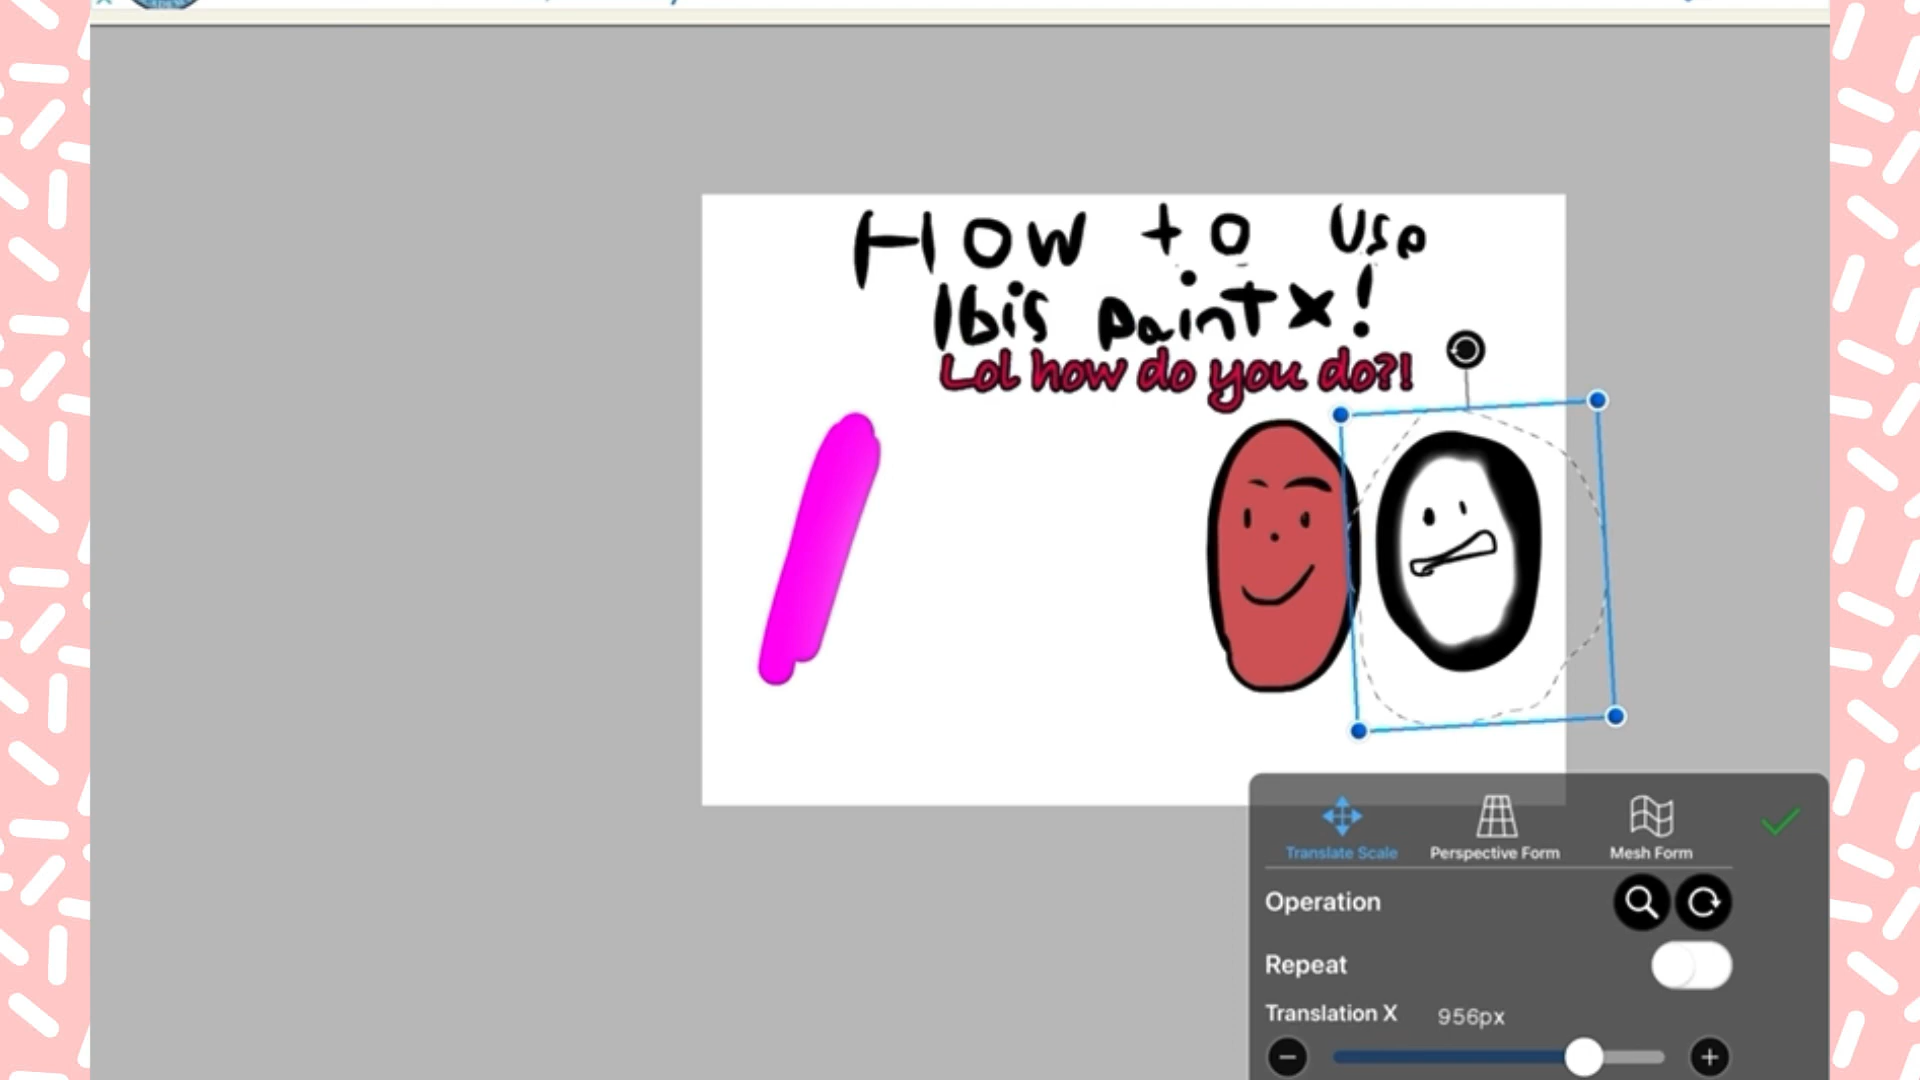 How to Use
Ibis paint x!
Lol how do you do?!
Translate Scale
Perspective Form
Mesh Form
Operation
Repeat
Translation X
956px